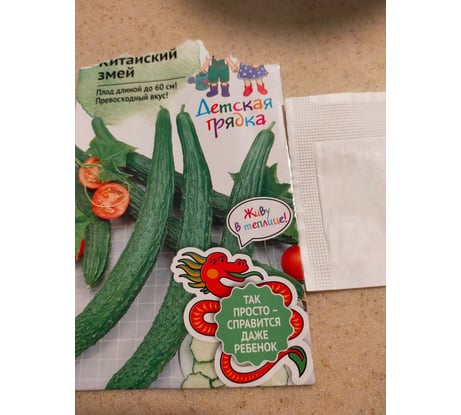 Китайский
змей
Плод длиной до 60 см!
Превосходный вкус!
Детская
грядка
Живу
в теплице!
ТАК
ПРОСТО –
СПРАВИТСЯ
ДАЖЕ
РЕБЕНОК